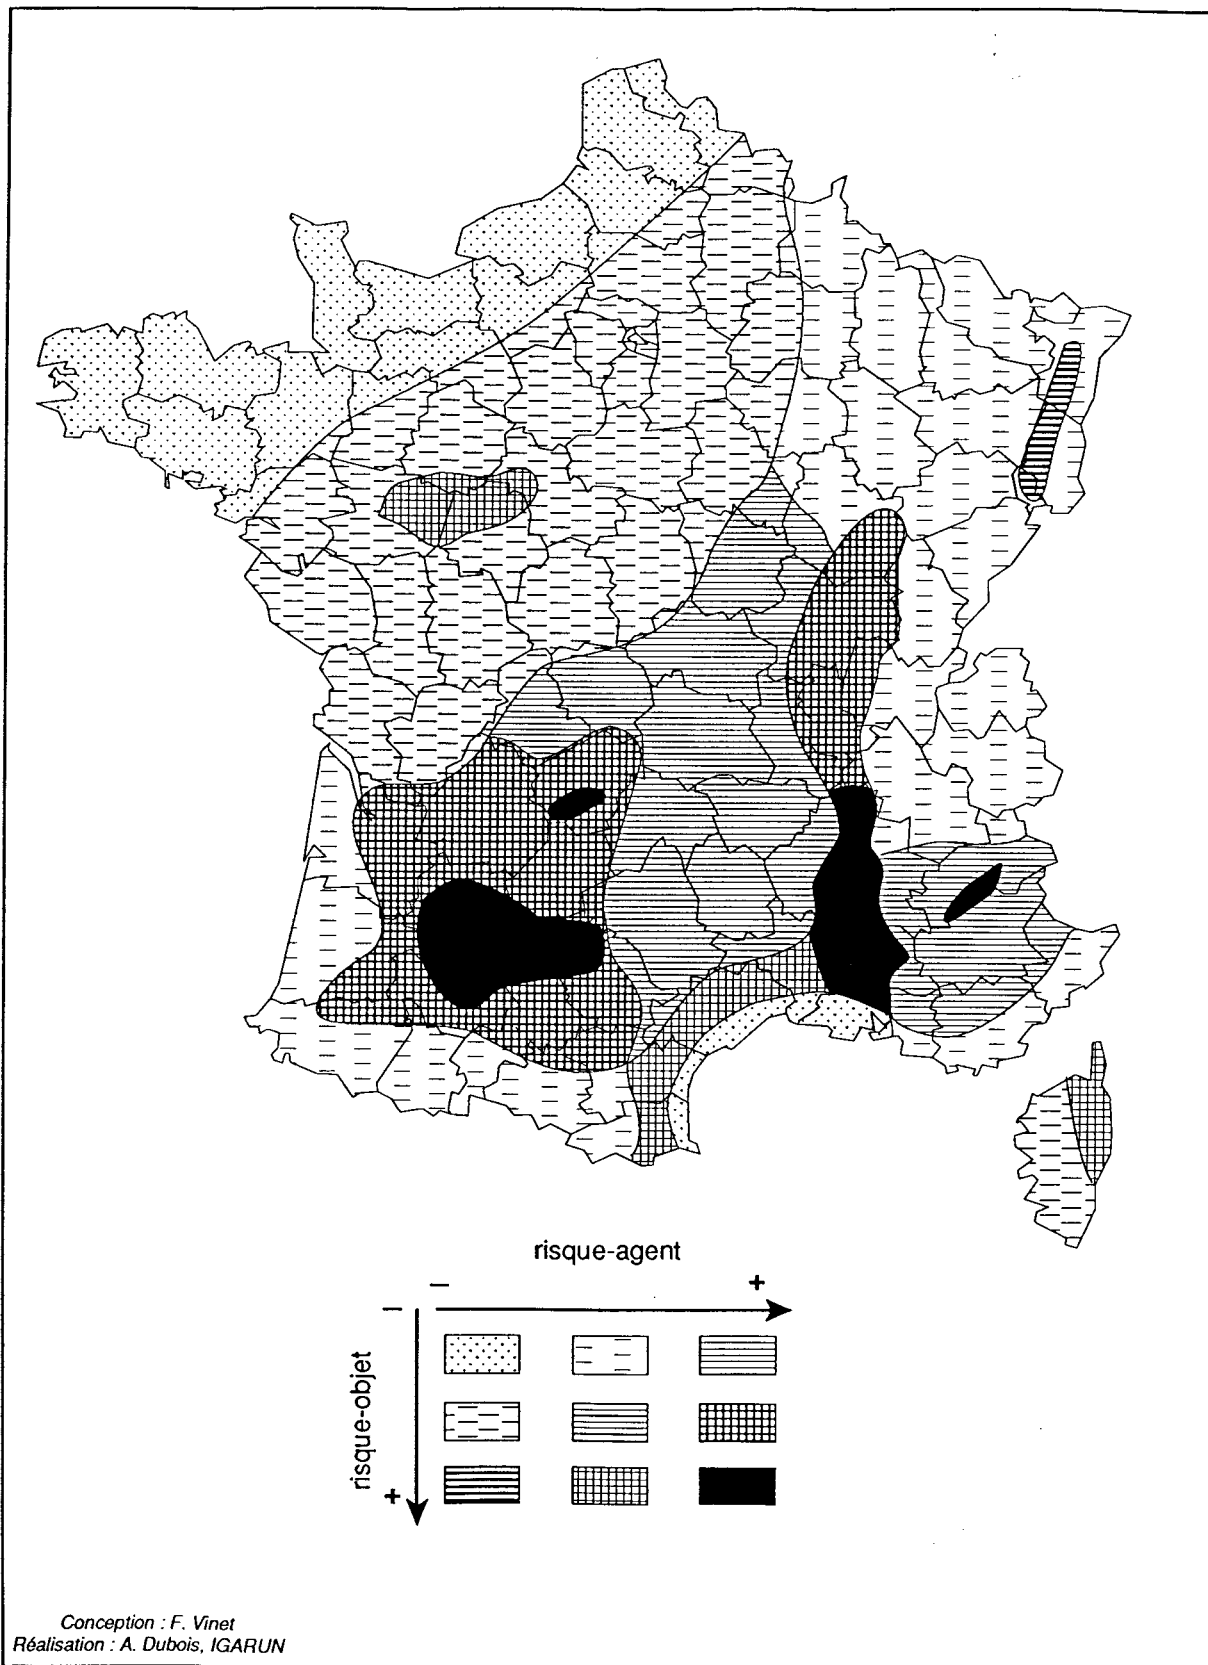 risque-agent
− +
−
risque-objet
+
Conception : F. Vinet
Réalisation : A. Dubois, IGARUN